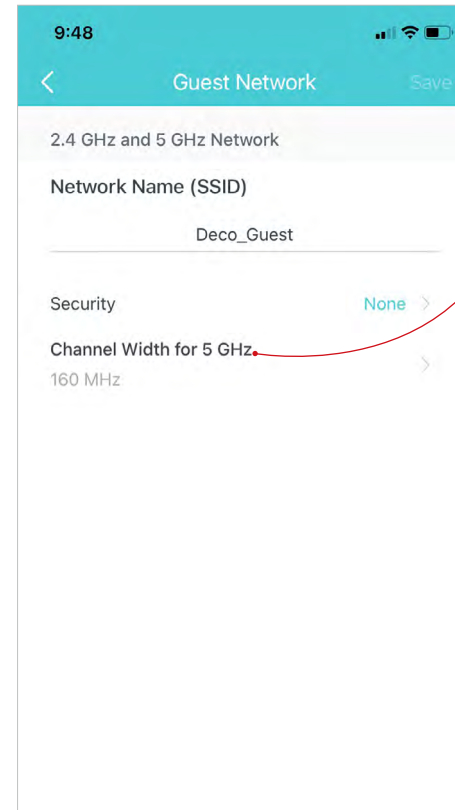 9:48
Guest Network
Save
2.4 GHz and 5 GHz Network
Network Name (SSID)
Deco_Guest
Security
None
Channel Width for 5 GHz
160 MHz